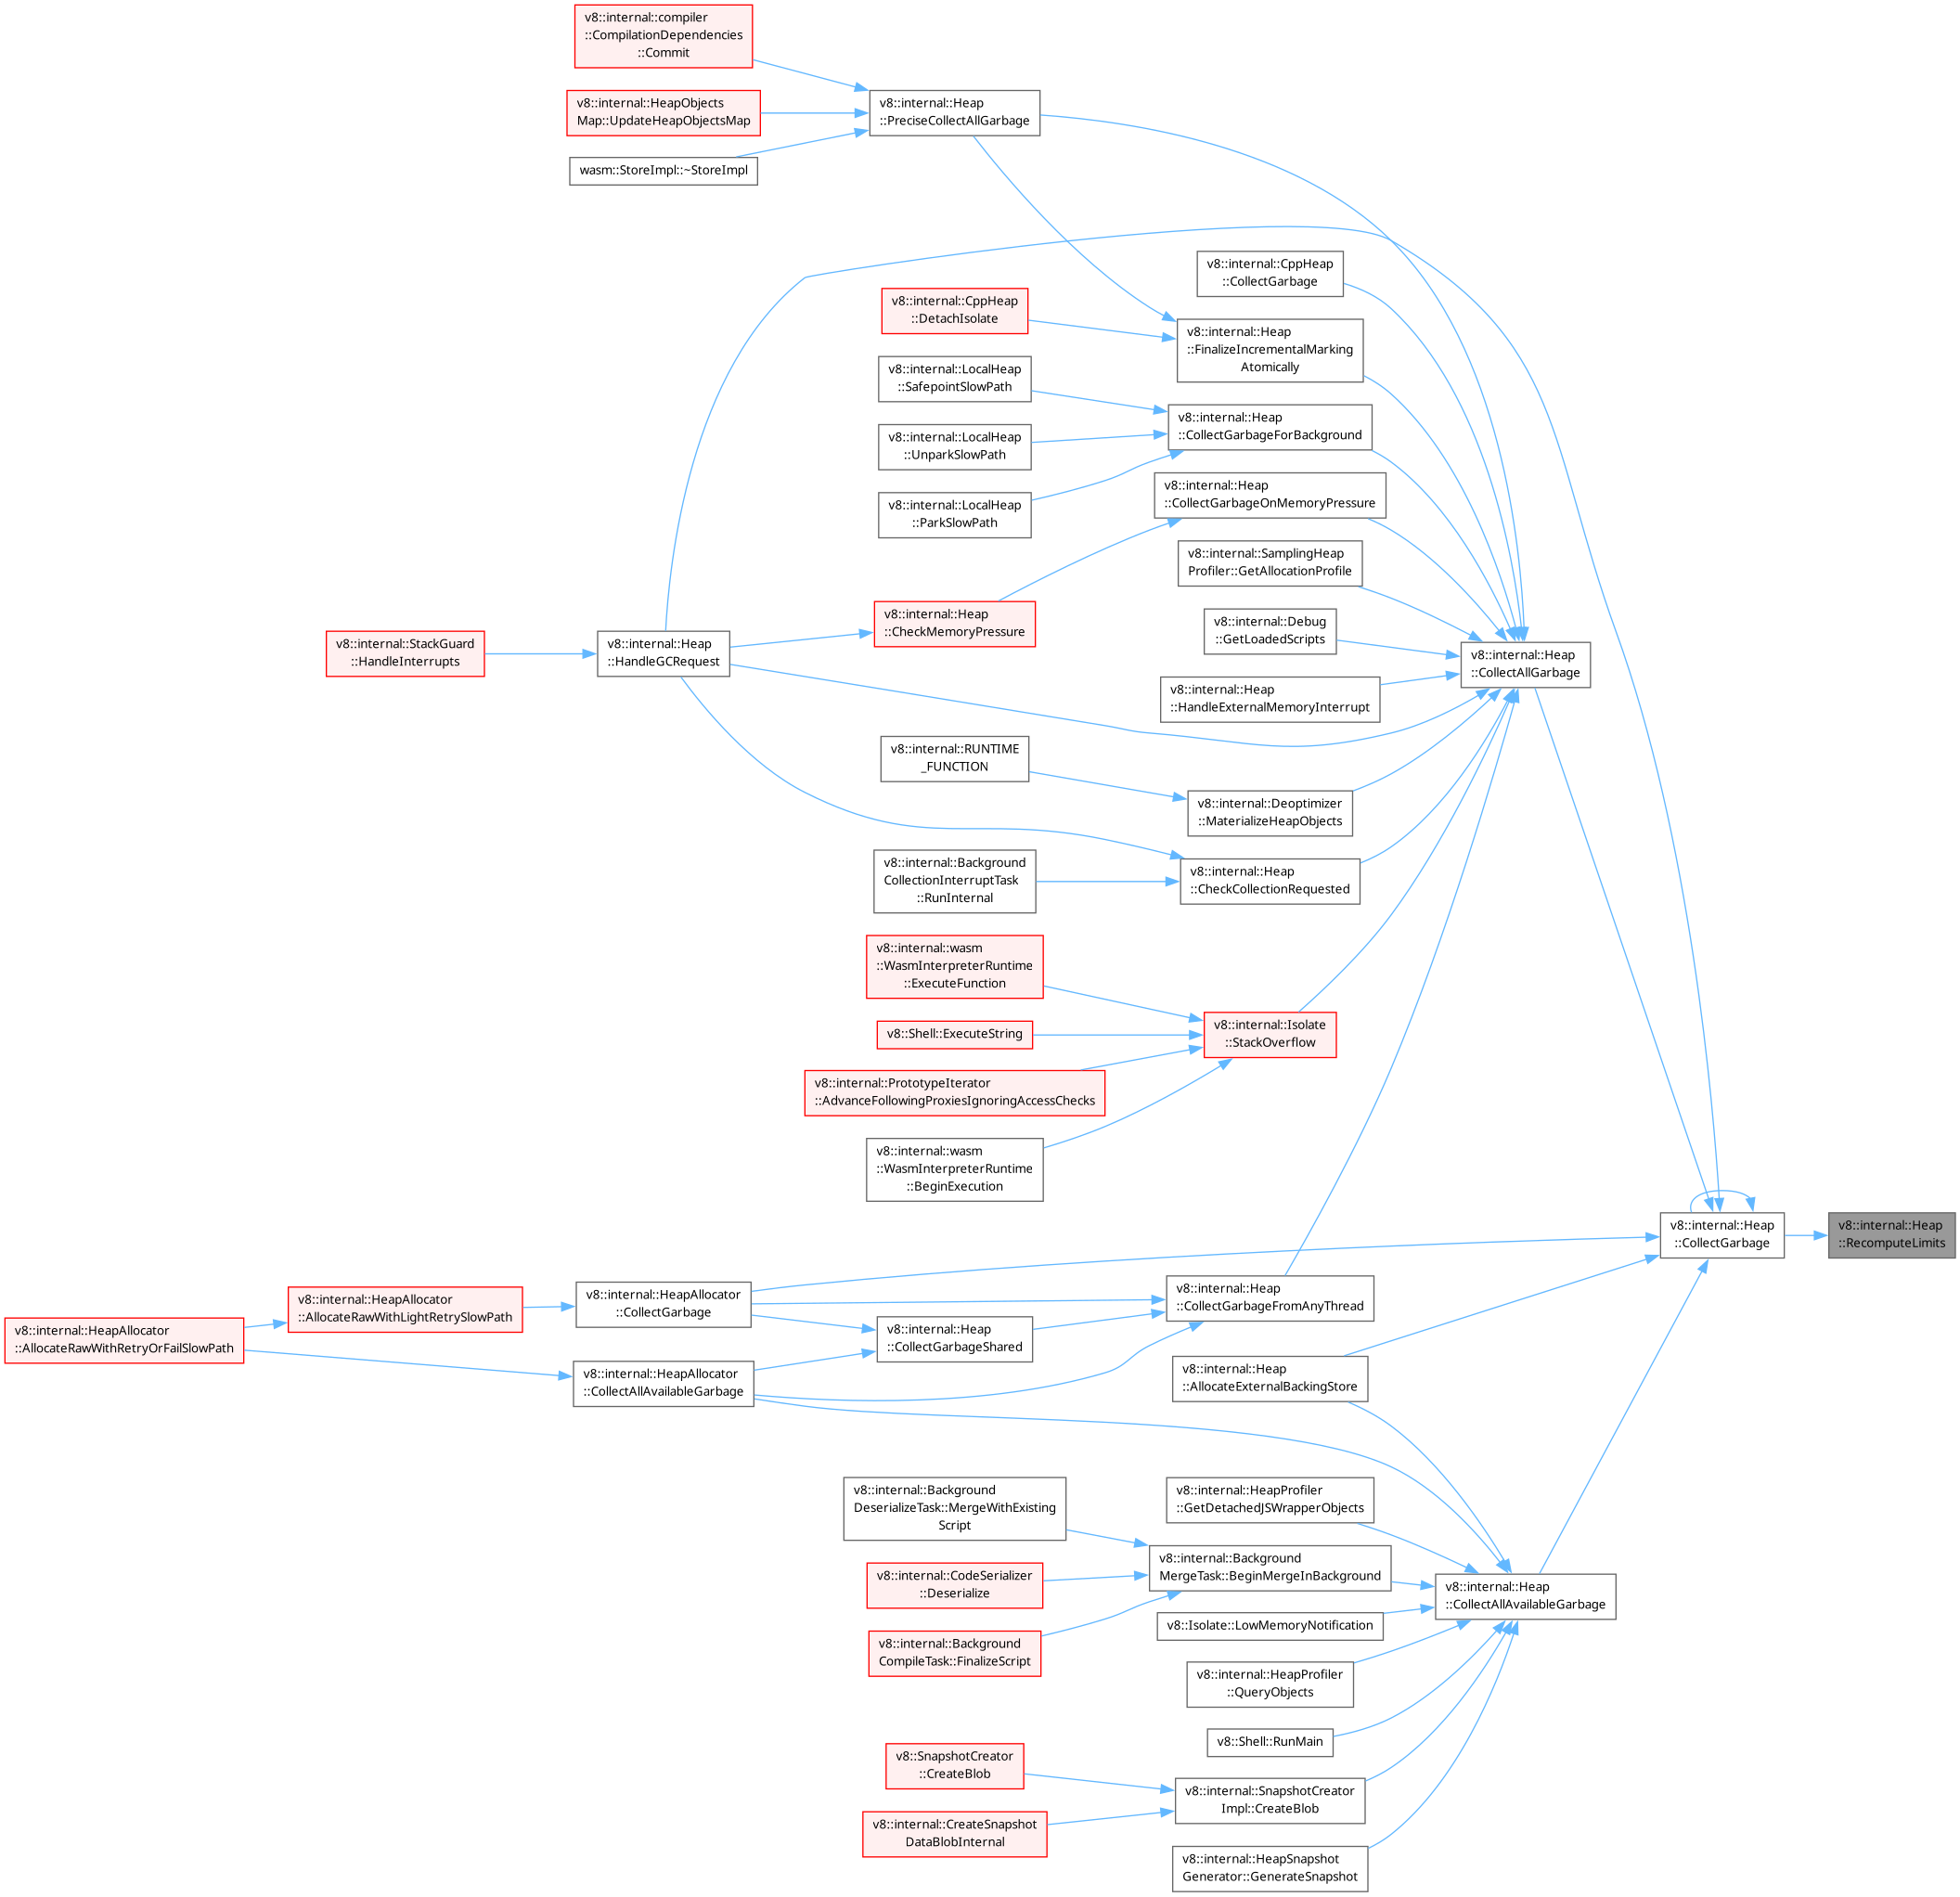 v8::internal::compiler
::CompilationDependencies
::Commit
v8::internal::HeapObjects
Map::UpdateHeapObjectsMap
wasm::StoreImpl::~StoreImpl
v8::internal::Heap
::PreciseCollectAllGarbage
v8::internal::CppHeap
::CollectGarbage
v8::internal::CppHeap
::DetachIsolate
v8::internal::Heap
::FinalizeIncrementalMarking
Atomically
v8::internal::LocalHeap
::SafepointSlowPath
v8::internal::Heap
::CollectGarbageForBackground
v8::internal::LocalHeap
::UnparkSlowPath
v8::internal::LocalHeap
::ParkSlowPath
v8::internal::Heap
::CollectGarbageOnMemoryPressure
v8::internal::SamplingHeap
Profiler::GetAllocationProfile
v8::internal::Heap
::CheckMemoryPressure
v8::internal::Debug
::GetLoadedScripts
v8::internal::StackGuard
::HandleInterrupts
v8::internal::Heap
::HandleGCRequest
v8::internal::Heap
::CollectAllGarbage
v8::internal::Heap
::HandleExternalMemoryInterrupt
v8::internal::RUNTIME
_FUNCTION
v8::internal::Deoptimizer
::MaterializeHeapObjects
v8::internal::Background
CollectionInterruptTask
::RunInternal
v8::internal::Heap
::CheckCollectionRequested
v8::internal::wasm
::WasmInterpreterRuntime
::ExecuteFunction
v8::Shell::ExecuteString
v8::internal::Isolate
::StackOverflow
v8::internal::PrototypeIterator
::AdvanceFollowingProxiesIgnoringAccessChecks
v8::internal::wasm
::WasmInterpreterRuntime
::BeginExecution
v8::internal::Heap
::CollectGarbage
v8::internal::Heap
::RecomputeLimits
v8::internal::HeapAllocator
::AllocateRawWithRetryOrFailSlowPath
v8::internal::HeapAllocator
::AllocateRawWithLightRetrySlowPath
v8::internal::HeapAllocator
::CollectGarbage
v8::internal::Heap
::CollectGarbageFromAnyThread
v8::internal::Heap
::CollectGarbageShared
v8::internal::HeapAllocator
::CollectAllAvailableGarbage
v8::internal::Heap
::AllocateExternalBackingStore
v8::internal::Background
DeserializeTask::MergeWithExisting
Script
v8::internal::HeapProfiler
::GetDetachedJSWrapperObjects
v8::internal::CodeSerializer
::Deserialize
v8::internal::Background
MergeTask::BeginMergeInBackground
v8::internal::Heap
::CollectAllAvailableGarbage
v8::Isolate::LowMemoryNotification
v8::internal::Background
CompileTask::FinalizeScript
v8::internal::HeapProfiler
::QueryObjects
v8::Shell::RunMain
v8::SnapshotCreator
::CreateBlob
v8::internal::SnapshotCreator
Impl::CreateBlob
v8::internal::CreateSnapshot
DataBlobInternal
v8::internal::HeapSnapshot
Generator::GenerateSnapshot